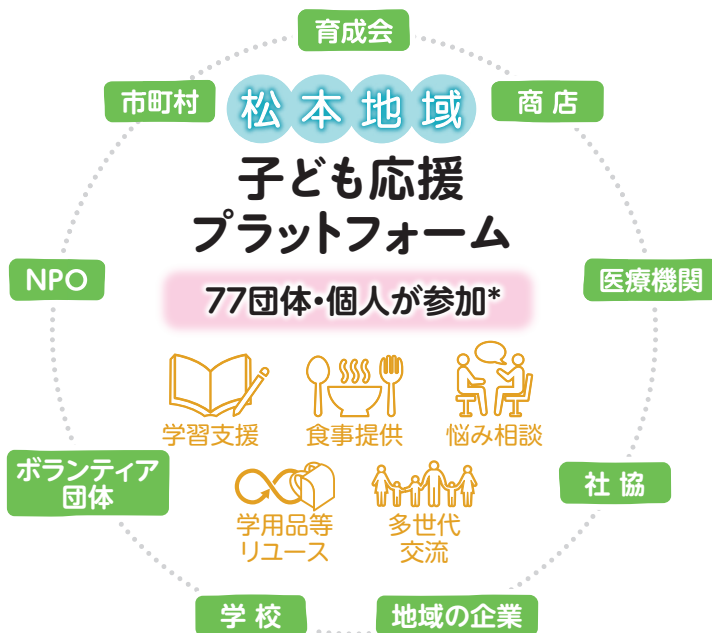 育成会
市町村
松本地域
商店
子ども応援
プラットフォーム
NPO
77団体・個人が参加*
医療機関
学習支援
食事提供
悩み相談
ボランティア
団体
社協
学用品等
リユース
多世代
交流
学校
地域の企業